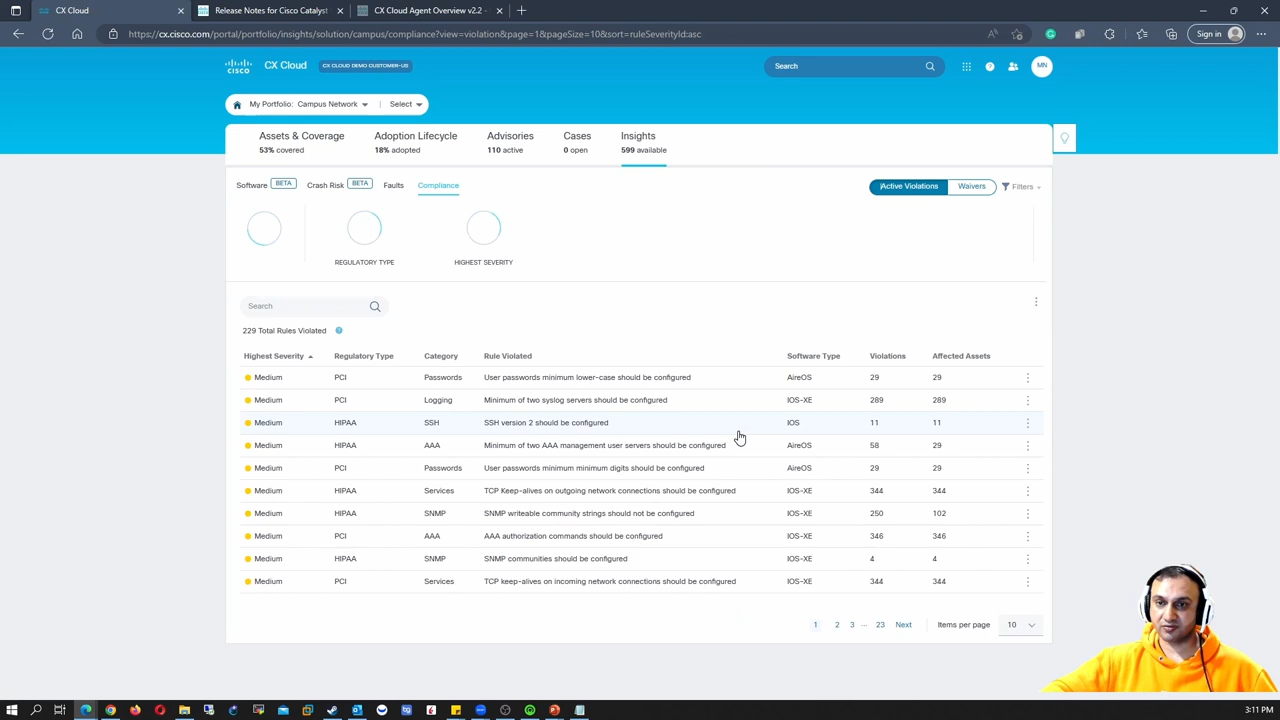 CX Cloud
Release Notes for Cisco Catalyst
CX Cloud Agent Overview v2.2 -
https://cx.cisco.com/portal/portfolio/insights/solution/campus/compliance?view=violation&page=1&pageSize=10&sort=ruleSeverityId:asc
Sign in
CISCO CX Cloud CX CLOUD DEMO CUSTOMER-US Search MN
My Portfolio: Campus Network Select
Assets & Coverage Adoption Lifecycle Advisories Cases Insights
53% covered 18% adopted 110 active 0 open 599 available
Software BETA Crash Risk BETA Faults Compliance Active Violations Waivers Filters
REGULATORY TYPE HIGHEST SEVERITY
Search
229 Total Rules Violated
Highest Severity Regulatory Type Category Rule Violated Software Type Violations Affected Assets
Medium PCI Passwords User passwords minimum lower-case should be configured AireOS 29 29
Medium PCI Logging Minimum of two syslog servers should be configured IOS-XE 289 289
Medium HIPAA SSH SSH version 2 should be configured IOS 11 11
Medium HIPAA AAA Minimum of two AAA management user servers should be configured AireOS 58 29
Medium PCI Passwords User passwords minimum minimum digits should be configured AireOS 29 29
Medium HIPAA Services TCP Keep-alives on outgoing network connections should be configured IOS-XE 344 344
Medium HIPAA SNMP SNMP writeable community strings should not be configured IOS-XE 250 102
Medium PCI AAA AAA authorization commands should be configured IOS-XE 346 346
Medium HIPAA SNMP SNMP communities should be configured IOS-XE 4 4
Medium PCI Services TCP keep-alives on incoming network connections should be configured IOS-XE 344 344
1 2 3 ... 23 Next Items per page 10
3:11 PM